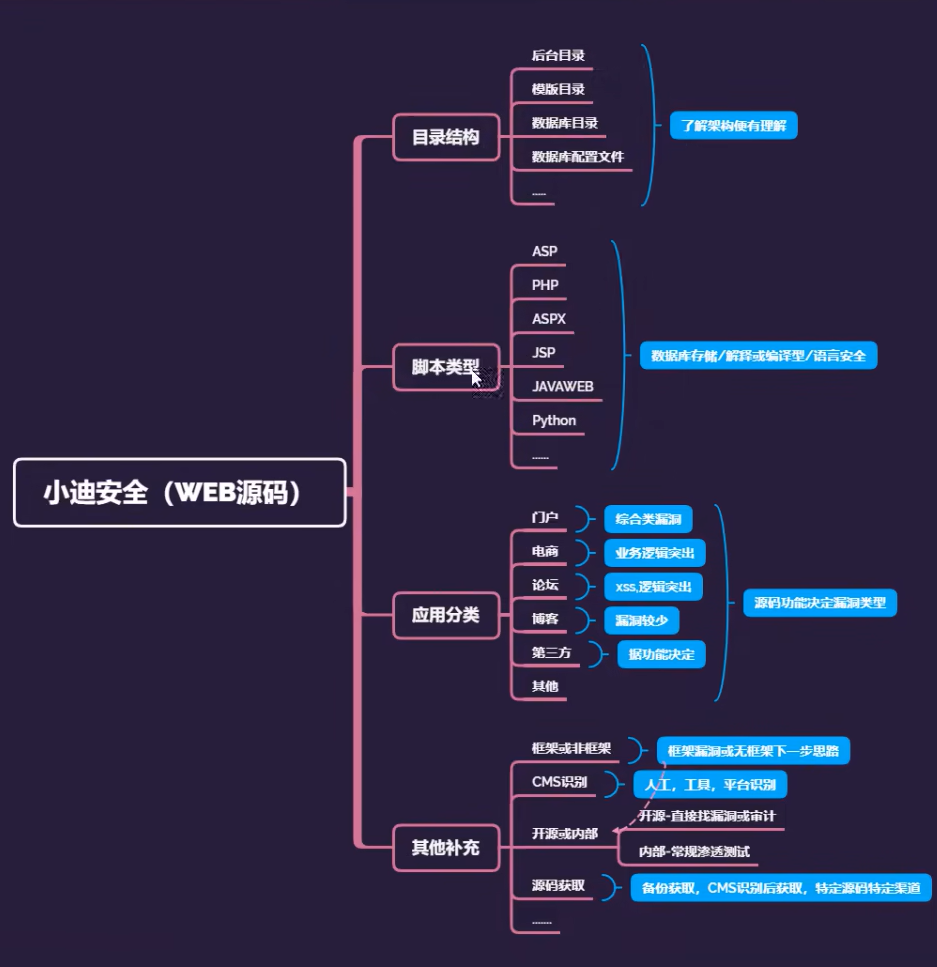 小迪安全（WEB源码）
目录结构
后台目录
模版目录
数据库目录
数据库配置文件
......
了解架构便有理解
脚本类型
ASP
PHP
ASPX
JSP
JAVAWEB
Python
......
数据库存储/解释或编译型/语言安全
应用分类
门户
综合类漏洞
电商
业务逻辑突出
论坛
xss,逻辑突出
博客
漏洞较少
第三方
据功能决定
其他
源码功能决定漏洞类型
其他补充
框架或非框架
框架漏洞或无框架下一步思路
CMS识别
人工，工具，平台识别
开源或内部
开源-直接找漏洞或审计
内部-常规渗透测试
源码获取
备份获取，CMS识别后获取，特定源码特定渠道
.......